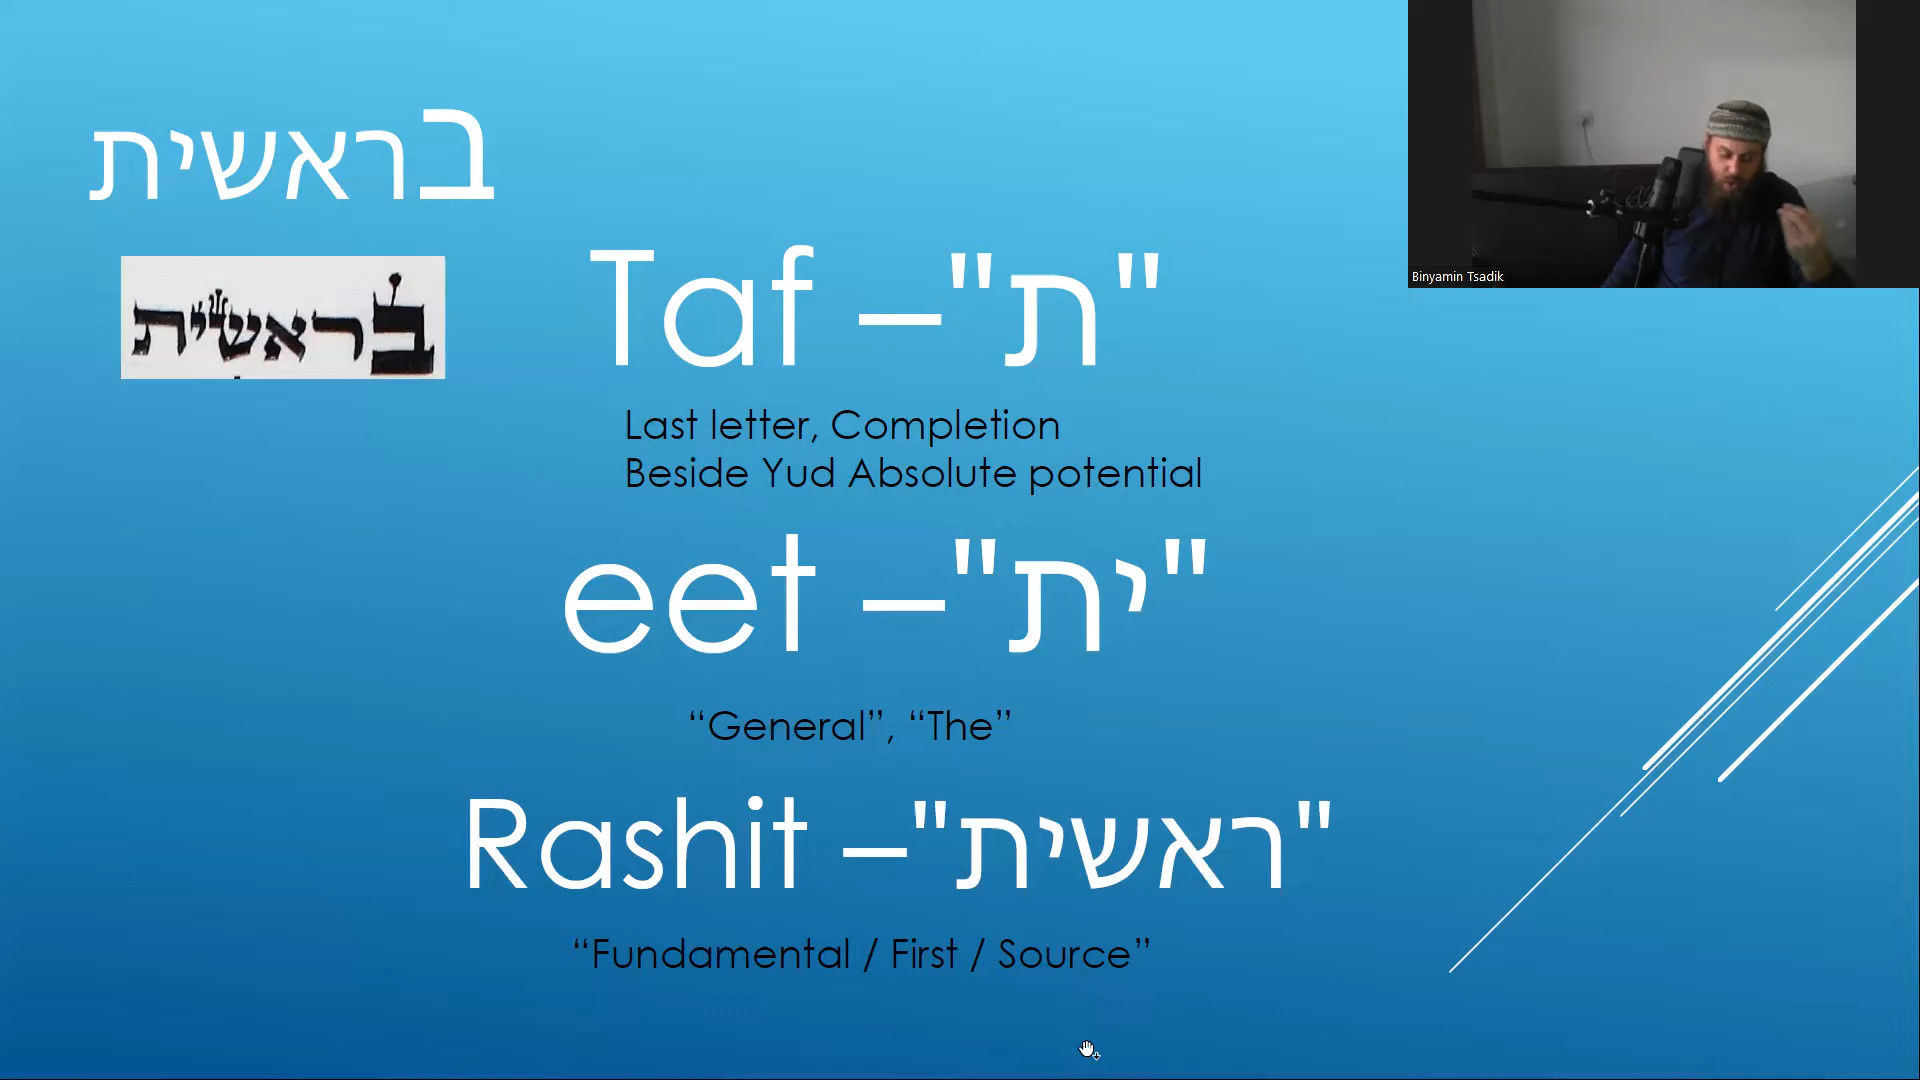 בראשית
בראשית
Taf –"ת"
Last letter, Completion
Beside Yud Absolute potential
eet –"ית"
“General”, “The”
Rashit –"ראשית"
“Fundamental / First / Source”
Binyamin Tsadik